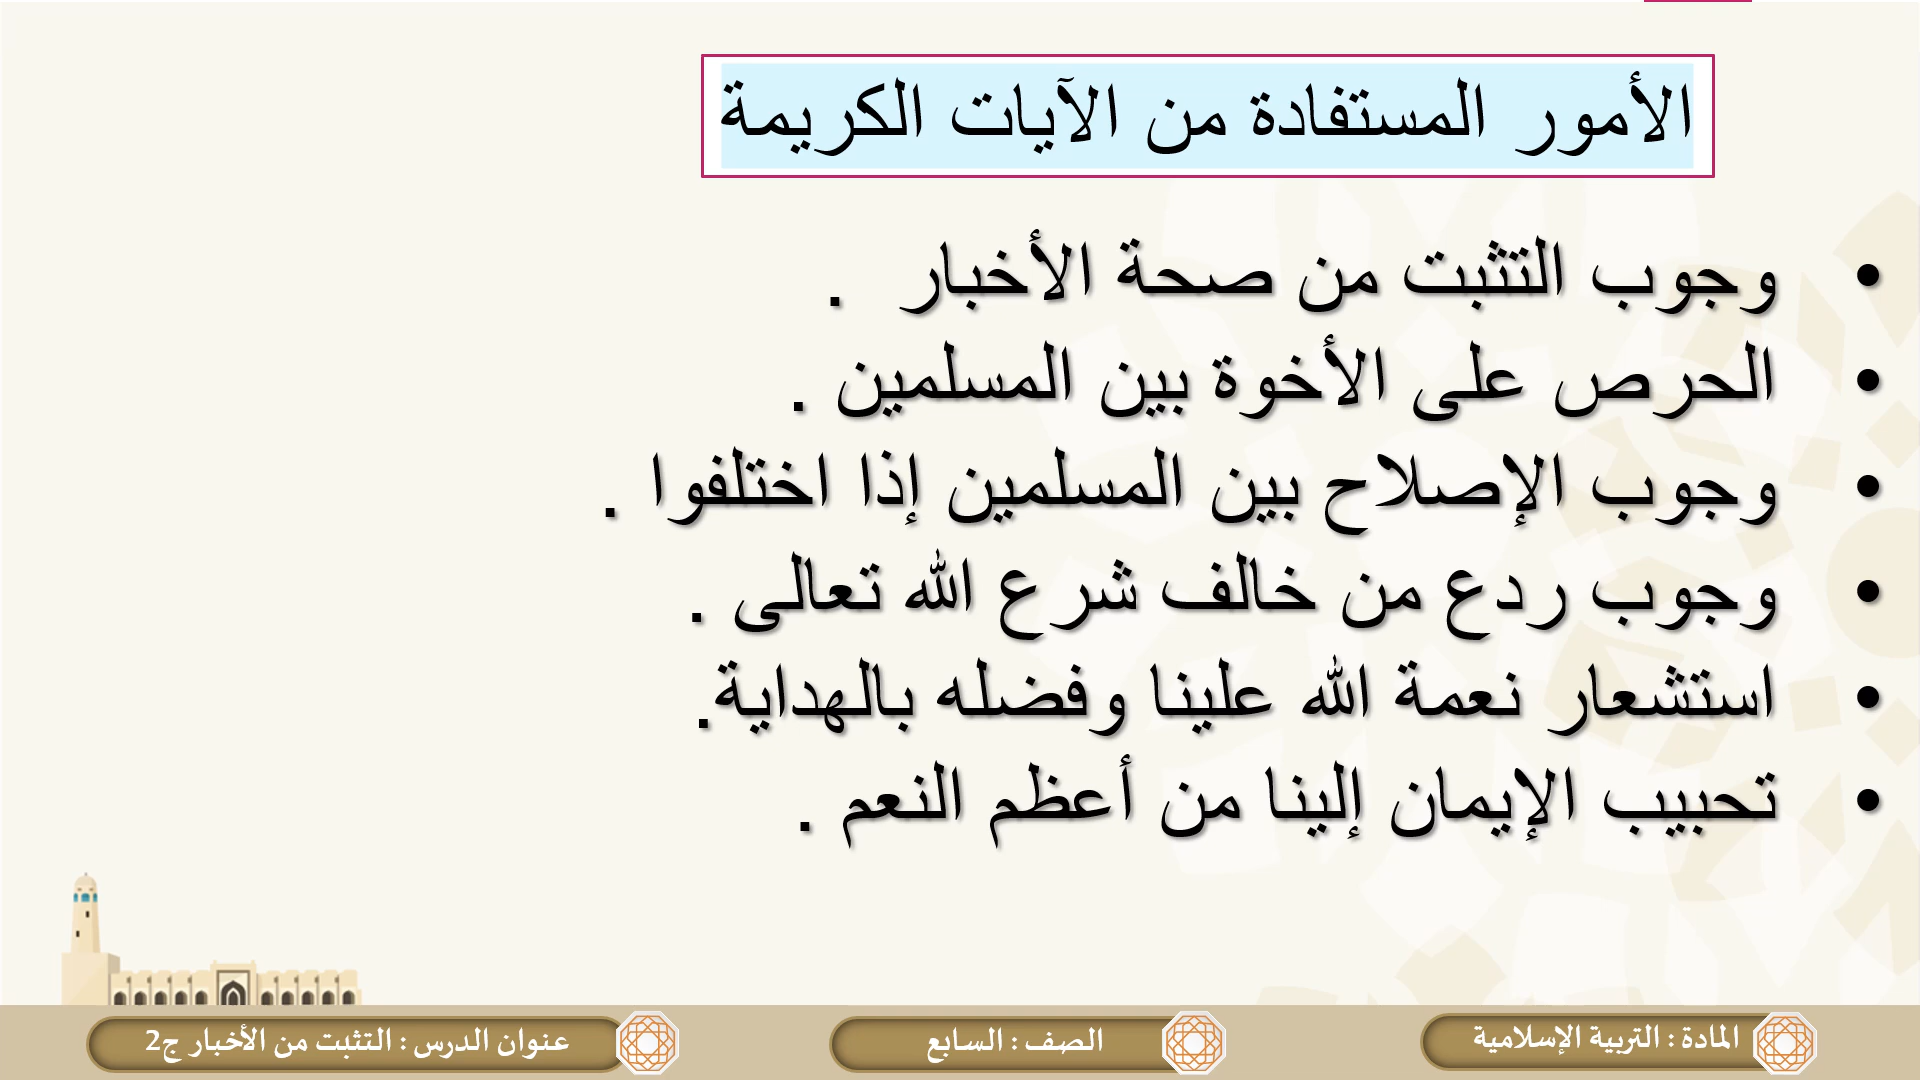 الأمور المستفادة من الآيات الكريمة
• وجوب التثبت من صحة الأخبار .
• الحرص على الأخوة بين المسلمين .
• وجوب الإصلاح بين المسلمين إذا اختلفوا .
• وجوب ردع من خالف شرع الله تعالى .
• استشعار نعمة الله علينا وفضله بالهداية.
• تحبيب الإيمان إلينا من أعظم النعم .
المادة : التربية الإسلامية
الصف : السابع
عنوان الدرس : التثبت من الأخبار ج2